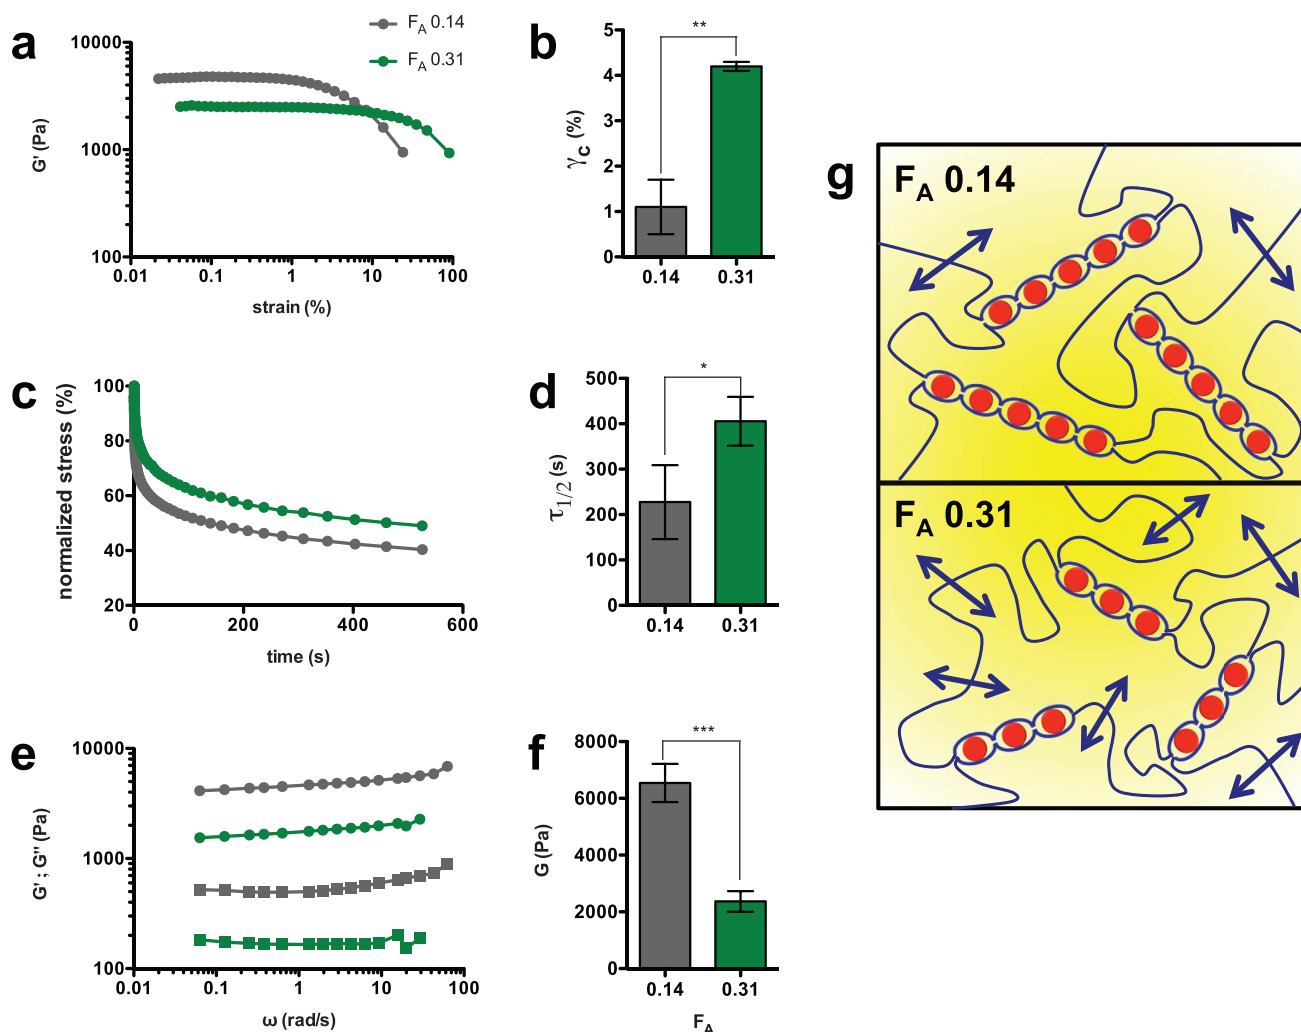 a
F_A 0.14
F_A 0.31
10000
1000
100
G' (Pa)
0.01
0.1
1
10
100
strain (%)
b
**
5
4
3
2
1
0
γ_c (%)
0.14
0.31
c
100
80
60
40
20
normalized stress (%)
0
200
400
600
time (s)
d
*
500
400
300
200
100
0
τ_1/2 (s)
0.14
0.31
e
10000
1000
100
G' ; G'' (Pa)
0.01
0.1
1
10
100
ω (rad/s)
f
***
8000
6000
4000
2000
0
G (Pa)
0.14
0.31
F_A
g
F_A 0.14
F_A 0.31